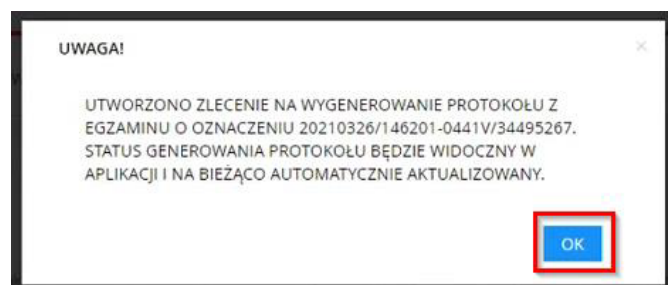 UWAGA!
UTWORZONO ZLECENIE NA WYGENEROWANIE PROTOKOŁU Z
EGZAMINU O OZNACZENIU 20210326/146201-0441V/34495267.
STATUS GENEROWANIA PROTOKOŁU BĘDZIE WIDOCZNY W
APLIKACJI I NA BIEŻĄCO AUTOMATYCZNIE AKTUALIZOWANY.
OK